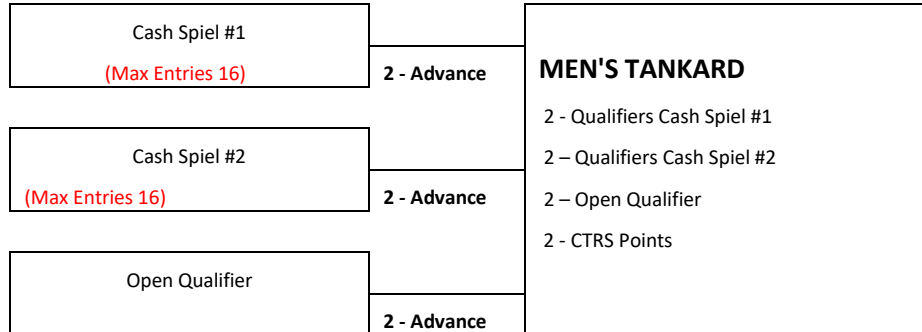 Cash Spiel #1
(Max Entries 16)
2 - Advance
Cash Spiel #2
(Max Entries 16)
2 - Advance
Open Qualifier
2 - Advance
MEN'S TANKARD
2 - Qualifiers Cash Spiel #1
2 – Qualifiers Cash Spiel #2
2 – Open Qualifier
2 - CTRS Points